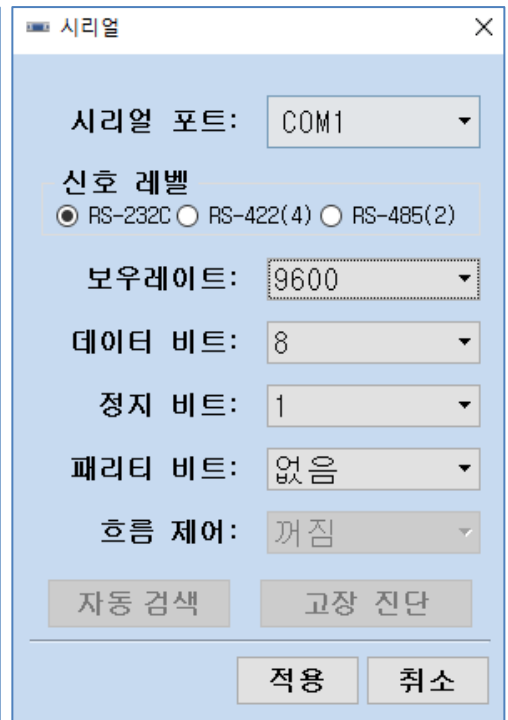 시리얼
시리얼 포트: COM1
신호 레벨
RS-232C RS-422(4) RS-485(2)
보우레이트: 9600
데이터 비트: 8
정지 비트: 1
패리티 비트: 없음
흐름 제어: 꺼짐
자동 검색 고장 진단
적용 취소